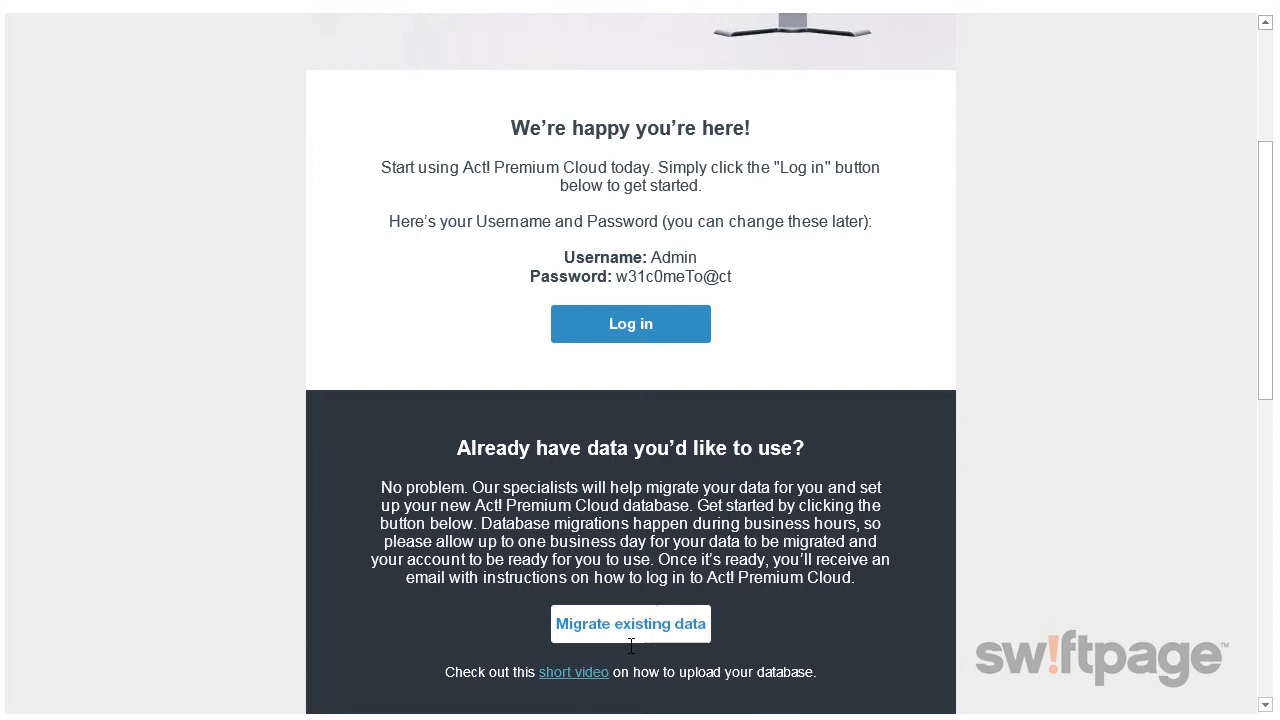 We're happy you're here!
Start using Act! Premium Cloud today. Simply click the "Log in" button
below to get started.
Here's your Username and Password (you can change these later):
Username: Admin
Password: w31c0meTo@ct
Log in
Already have data you'd like to use?
No problem. Our specialists will help migrate your data for you and set
up your new Act! Premium Cloud database. Get started by clicking the
button below. Database migrations happen during business hours, so
please allow up to one business day for your data to be migrated and
your account to be ready for you to use. Once it's ready, you'll receive an
email with instructions on how to log in to Act! Premium Cloud.
Migrate existing data
Check out this short video on how to upload your database.
sw!ftpage™